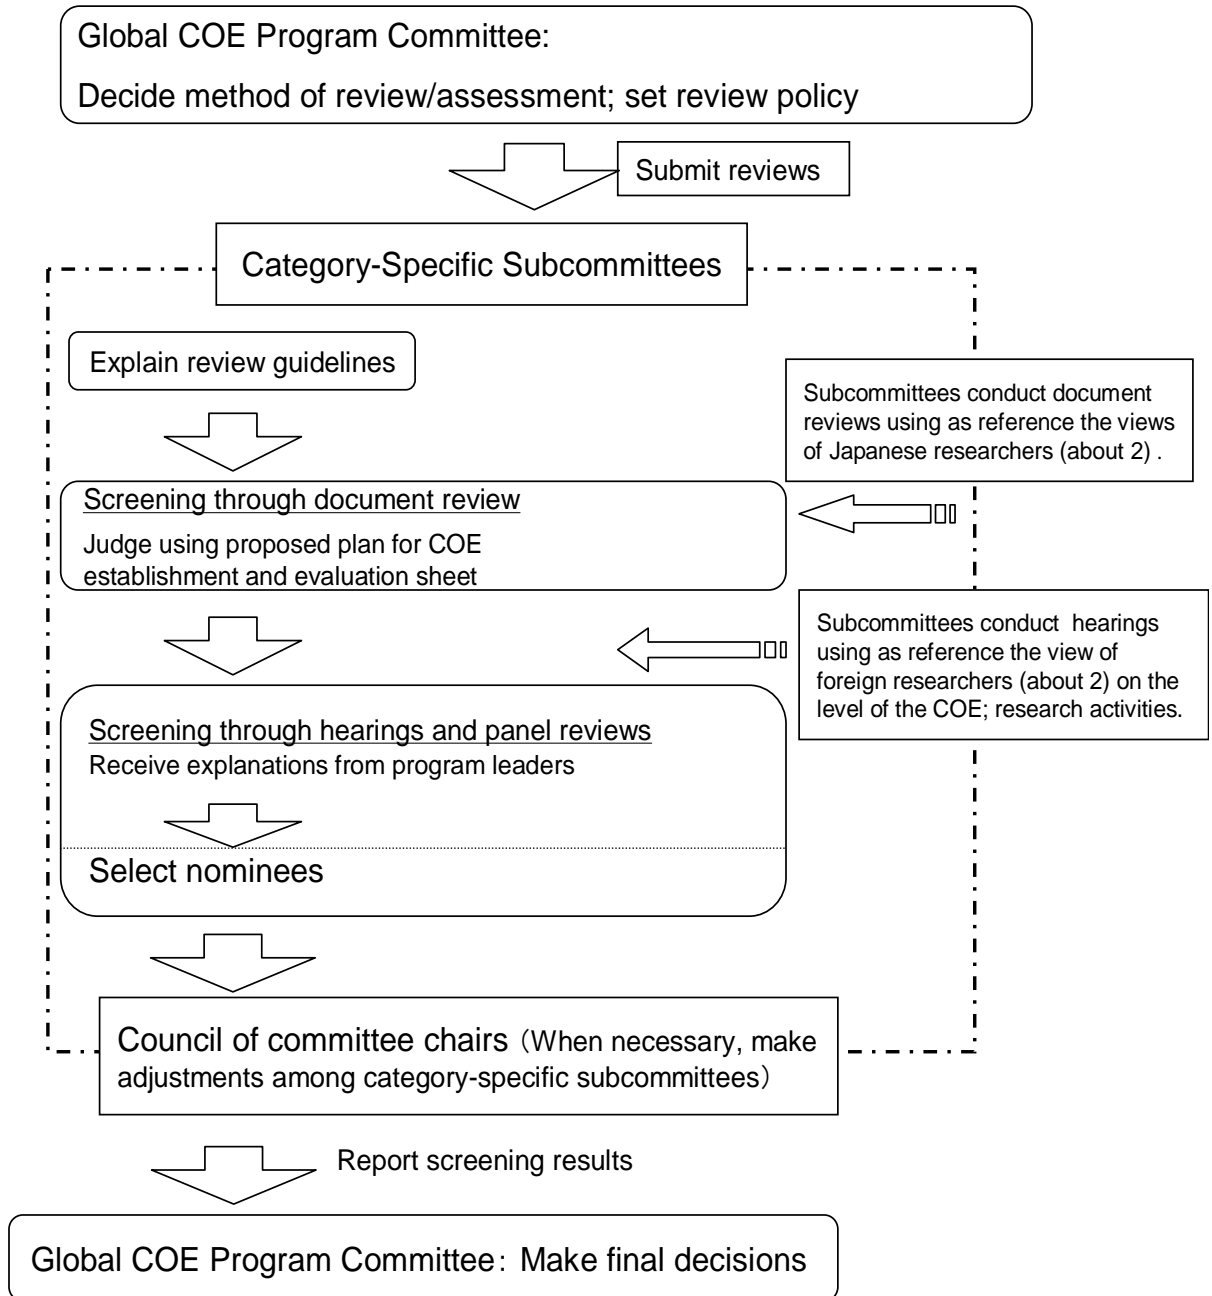 Global COE Program Committee:
Decide method of review/assessment; set review policy
Submit reviews
Category-Specific Subcommittees
Explain review guidelines
Subcommittees conduct document
reviews using as reference the views
of Japanese researchers (about 2) .
Screening through document review
Judge using proposed plan for COE
establishment and evaluation sheet
Subcommittees conduct  hearings
using as reference the view of
foreign researchers (about 2) on the
level of the COE; research activities.
Screening through hearings and panel reviews
Receive explanations from program leaders
Select nominees
Council of committee chairs（When necessary, make
adjustments among category-specific subcommittees）
Report screening results
Global COE Program Committee：Make final decisions